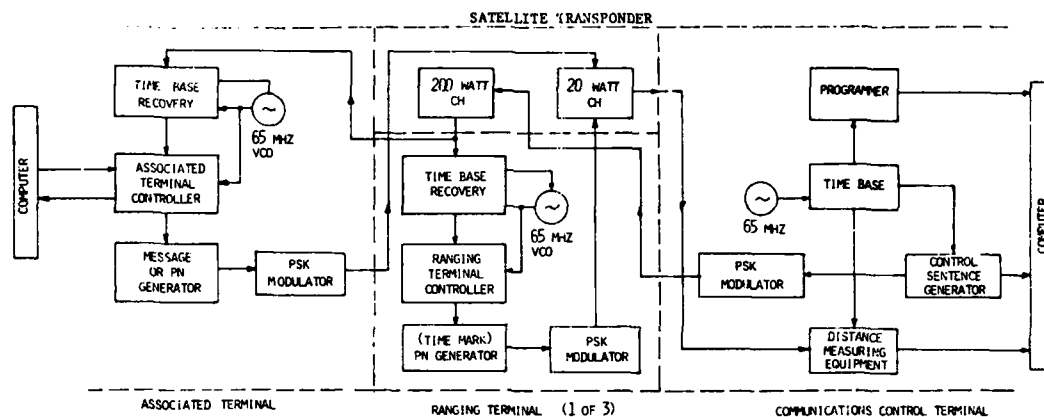 SATELLITE TRANSPONDER
TIME BASE
RECOVERY
65 MHZ
VCO
COMPUTER
ASSOCIATED
TERMINAL
CONTROLLER
MESSAGE
OR PN
GENERATOR
PSK
MODULATOR
200 WATT
CH
20 WATT
CH
TIME BASE
RECOVERY
65 MHZ
VCO
RANGING
TERMINAL
CONTROLLER
(TIME MARK)
PN GENERATOR
PSK
MODULATOR
PROGRAMMER
TIME BASE
65 MHZ
PSK
MODULATOR
CONTROL
SENTENCE
GENERATOR
DISTANCE
MEASURING
EQUIPMENT
COMPUTER
ASSOCIATED TERMINAL
RANGING TERMINAL (1 OF 3)
COMMUNICATIONS CONTROL TERMINAL